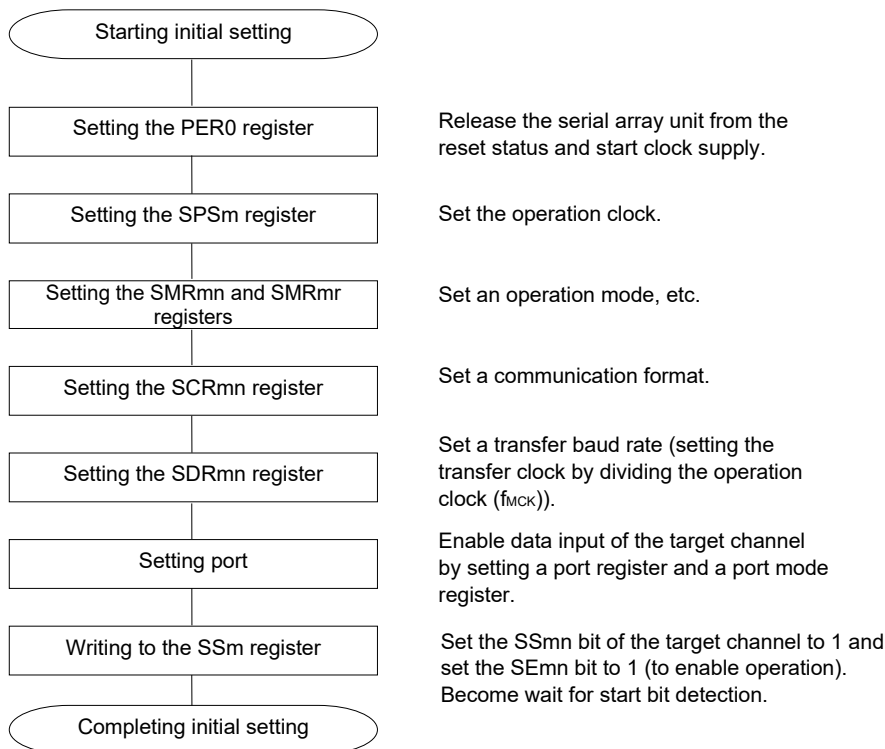 Starting initial setting
Setting the PER0 register
Release the serial array unit from the
reset status and start clock supply.
Setting the SPSm register
Set the operation clock.
Setting the SMRmn and SMRmr
registers
Set an operation mode, etc.
Setting the SCRmn register
Set a communication format.
Setting the SDRmn register
Set a transfer baud rate (setting the
transfer clock by dividing the operation
clock (fMCK)).
Setting port
Enable data input of the target channel
by setting a port register and a port mode
register.
Writing to the SSm register
Set the SSmn bit of the target channel to 1 and
set the SEmn bit to 1 (to enable operation).
Become wait for start bit detection.
Completing initial setting